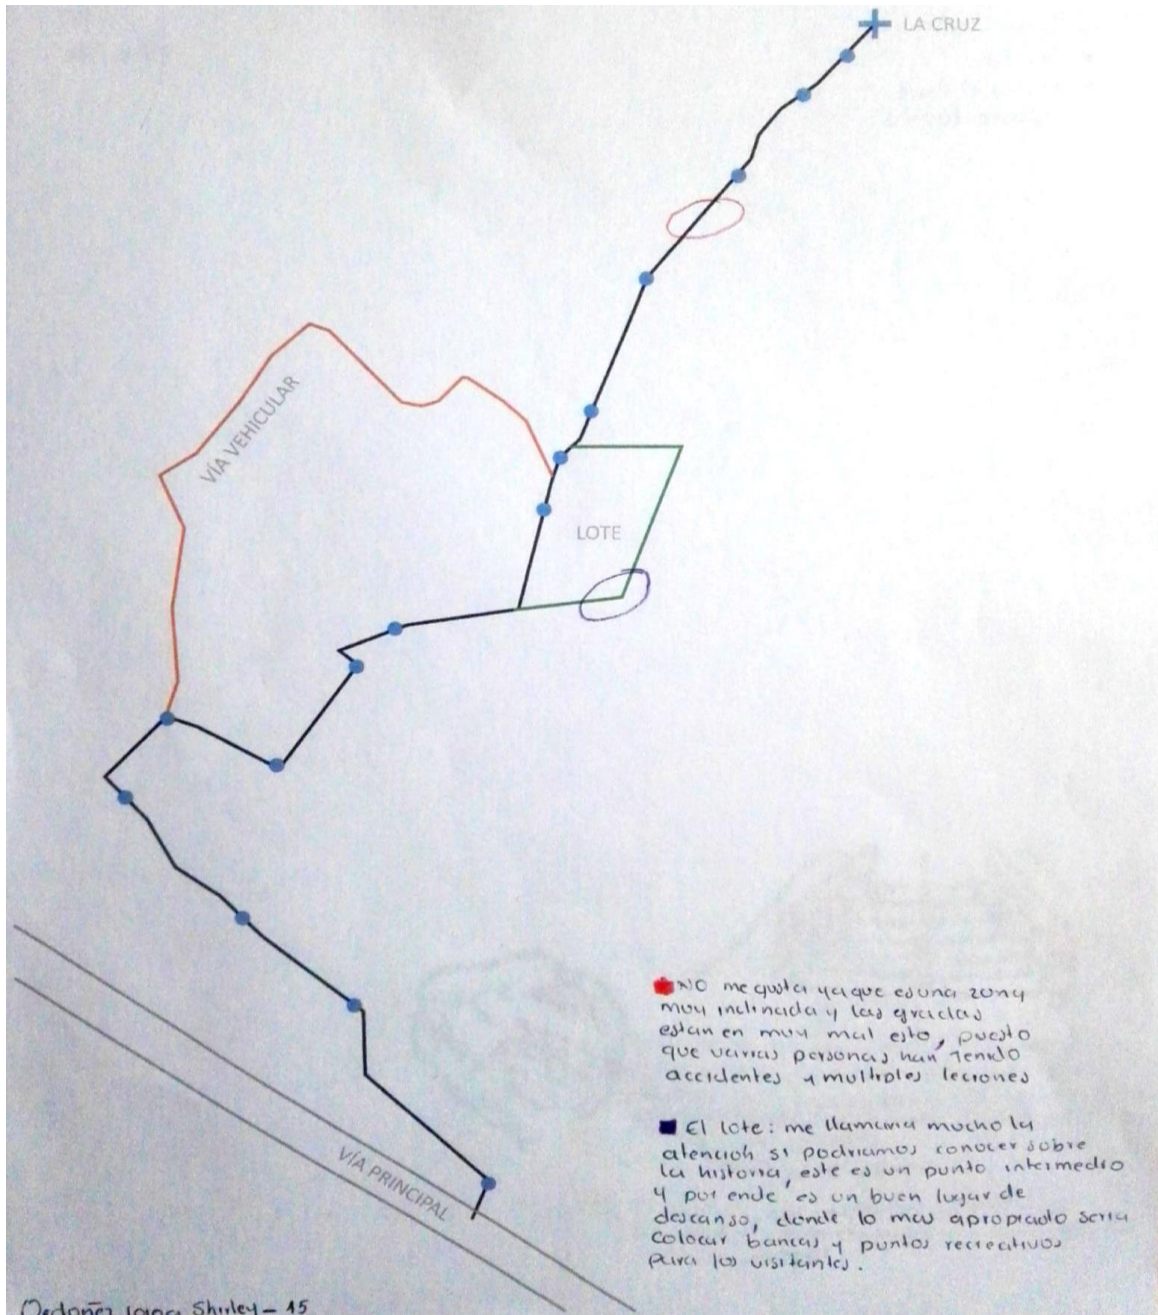 LA CRUZ
VÍA VEHICULAR
LOTE
NO me gusta ya que es una zona
muy inclinada y las gradas
estan en muy mal esto, puesto
que varias personas han tenido
accidentes y multiples leciones
El lote: me llamaria mucho la
atención si podriamos conocer sobre
la historia, este es un punto intermedio
y por ende es un buen lugar de
descanso, donde lo mas apropiado seria
colocar bancas y puntos recreativos
para los visitantes.
VÍA PRINCIPAL
Ordoñez Shirley - 15